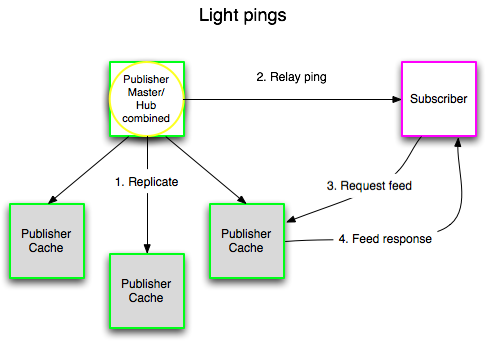 Light pings
Publisher
Master/
Hub
combined
2. Relay ping
Subscriber
1. Replicate
3. Request feed
Publisher
Cache
Publisher
Cache
4. Feed response
Publisher
Cache